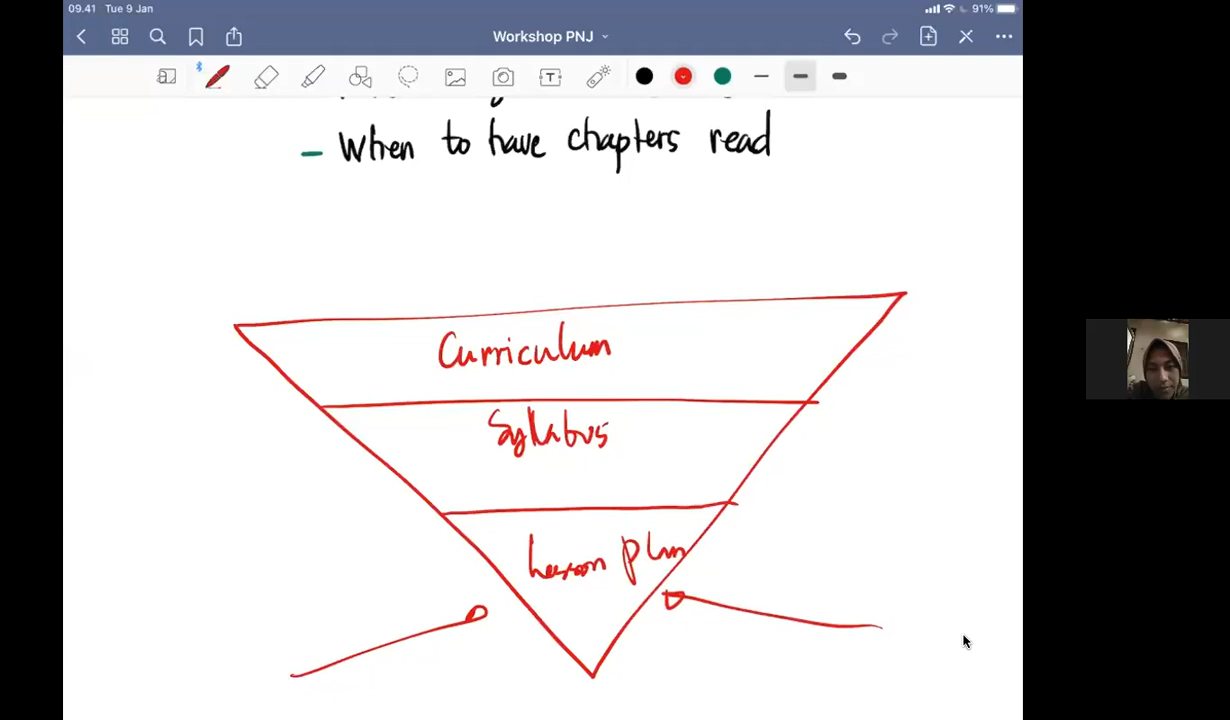 09.41 Tue 9 Jan
91%
Workshop PNJ
T
- When to have chapters read
Curriculum
Syllabus
Lesson plan